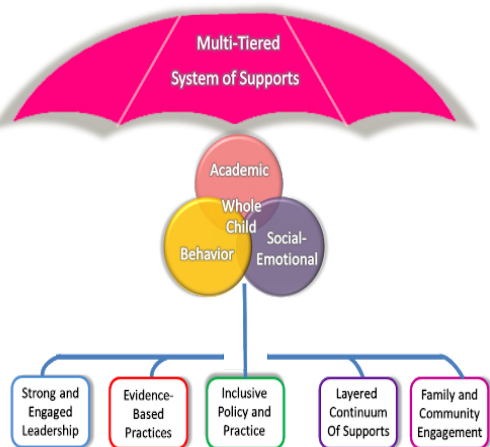 Multi-Tiered
System of Supports
Academic
Whole
Child
Behavior
Social-
Emotional
Strong and
Engaged
Leadership
Evidence-
Based
Practices
Inclusive
Policy and
Practice
Layered
Continuum
Of Supports
Family and
Community
Engagement